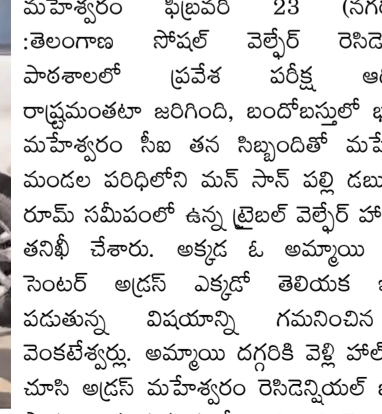 మహేశ్వరం ఫిబ్రవరి 23 (నగ
:తెలంగాణ సోషల్ వెల్ఫేర్ రెసిడె
పాఠశాలలో ప్రవేశ పరీక్ష ఆ
రాష్ట్రమంతటా జరిగింది, బందోబస్తులో భ
మహేశ్వరం సీఐ తన సిబ్బందితో మహే
మండల పరిధిలోని మన్ సాన్ పల్లి డబు
రూమ్ సమీపంలో ఉన్న ట్రైబల్ వెల్ఫేర్ హా
తనిఖీ చేశారు. అక్కడ ఓ అమ్మాయి
సెంటర్ అడ్రస్ ఎక్కడో తెలియక
పడుతున్న విషయాన్ని గమనించిన
వెంకటేశ్వర్లు. అమ్మాయి దగ్గరికి వెళ్లి హాల్
చూసి అడ్రస్ మహేశ్వరం రెసిడెన్షియల్